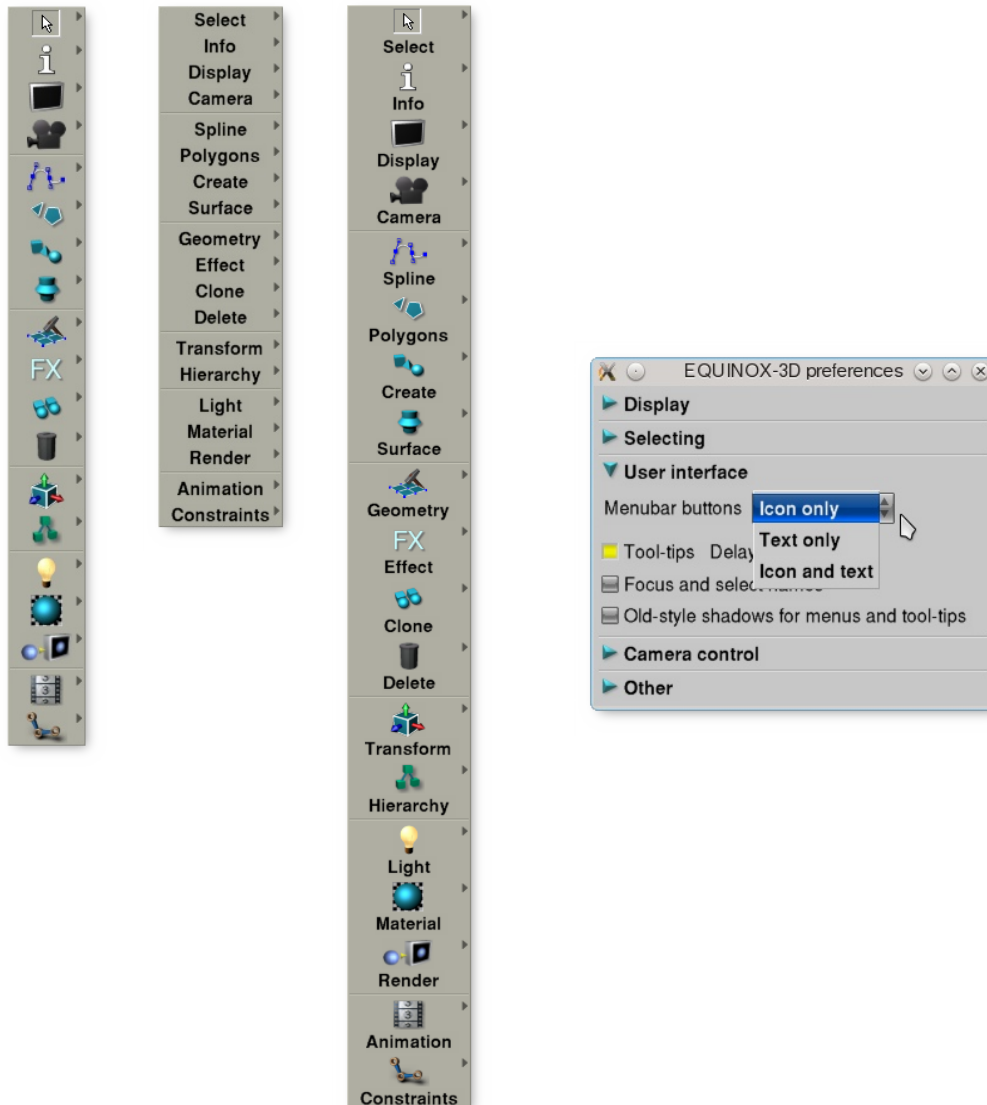 FX
3
Select
Info
Display
Camera
Spline
Polygons
Create
Surface
Geometry
Effect
Clone
Delete
Transform
Hierarchy
Light
Material
Render
Animation
Constraints
Select
Info
Display
Camera
Spline
Polygons
Create
Surface
Geometry
FX
Effect
Clone
Delete
Transform
Hierarchy
Light
Material
Render
3
Animation
Constraints
EQUINOX-3D preferences
Display
Selecting
User interface
Menubar buttons Icon only
Text only
Icon and text
Tool-tips Delay
Focus and select names
Old-style shadows for menus and tool-tips
Camera control
Other